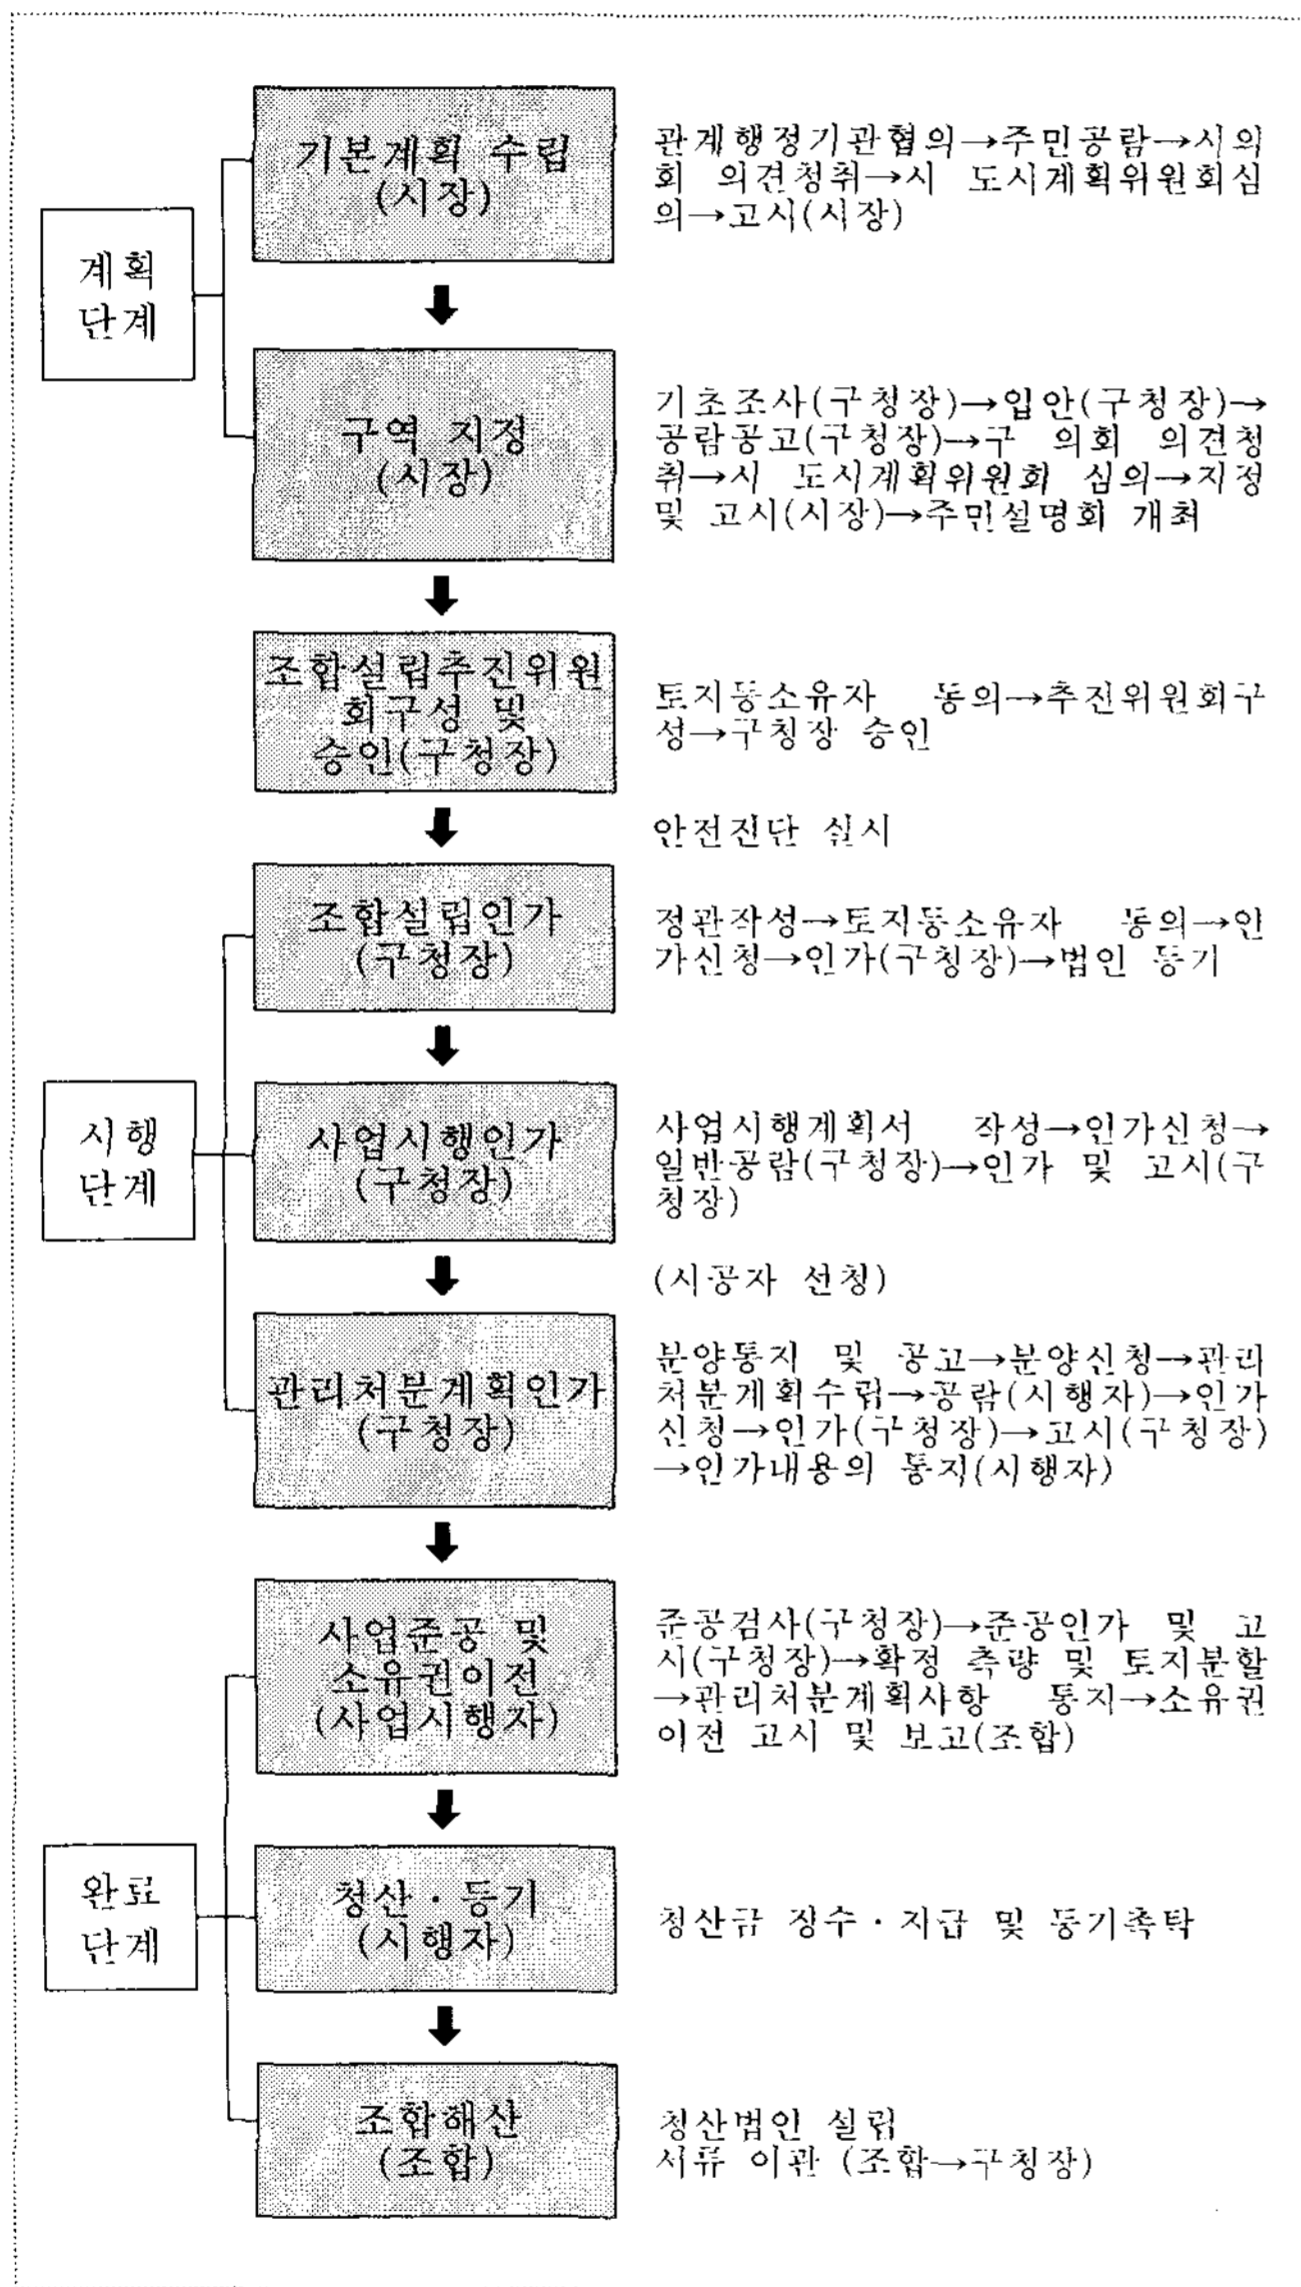 기본계획 수립
(시장)
관계행정기관협의→주민공람→시의
회 의견청취→시 도시계획위원회심
의→고시(시장)
계획
단계
구역 지정
(시장)
기초조사(구청장)→입안(구청장)→
공람공고(구청장)→구 의회 의견청
취→시 도시계획위원회 심의→지정
및 고시(시장)→주민설명회 개최
조합설립추진위원
회구성 및
승인(구청장)
토지등소유자 동의→추진위원회구
성→구청장 승인
안전진단 실시
조합설립인가
(구청장)
정관작성→토지등소유자 동의→인
가신청→인가(구청장)→법인 등기
시행
단계
사업시행인가
(구청장)
사업시행계획서 작성→인가신청→
일반공람(구청장)→인가 및 고시(구
청장)
(시공자 선정)
관리처분계획인가
(구청장)
분양통지 및 공고→분양신청→관리
처분계획수립→공람(시행자)→인가
신청→인가(구청장)→고시(구청장)
→인가내용의 통지(시행자)
사업준공 및
소유권이전
(사업시행자)
준공검사(구청장)→준공인가 및 고
시(구청장)→확정 측량 및 토지분할
→관리처분계획사항 통지→소유권
이전 고시 및 보고(조합)
완료
단계
청산·등기
(시행자)
청산금 징수·지급 및 등기촉탁
조합해산
(조합)
청산법인 설립
서류 이관 (조합→구청장)